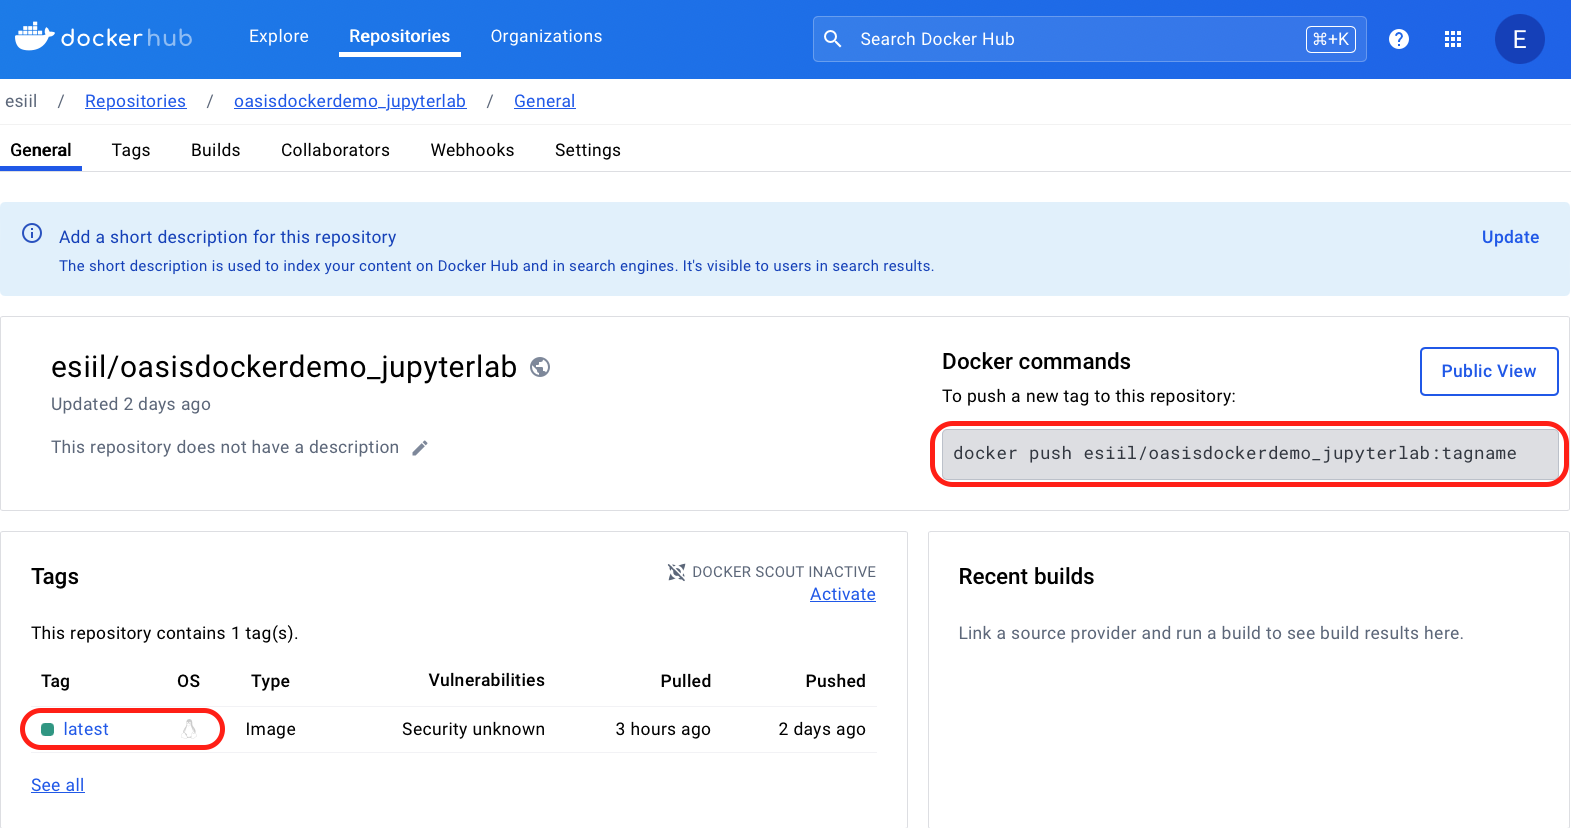 dockerhub Explore Repositories Organizations Search Docker Hub ⌘+K ? E
esiil / Repositories / oasisdockerdemo_jupyterlab / General
General Tags Builds Collaborators Webhooks Settings
Add a short description for this repository Update
The short description is used to index your content on Docker Hub and in search engines. It's visible to users in search results.
esiil/oasisdockerdemo_jupyterlab
Updated 2 days ago
This repository does not have a description
Docker commands
Public View
To push a new tag to this repository:
docker push esiil/oasisdockerdemo_jupyterlab:tagname
Tags
DOCKER SCOUT INACTIVE
Activate
This repository contains 1 tag(s).
Tag OS Type Vulnerabilities Pulled Pushed
latest Image Security unknown 3 hours ago 2 days ago
See all
Recent builds
Link a source provider and run a build to see build results here.